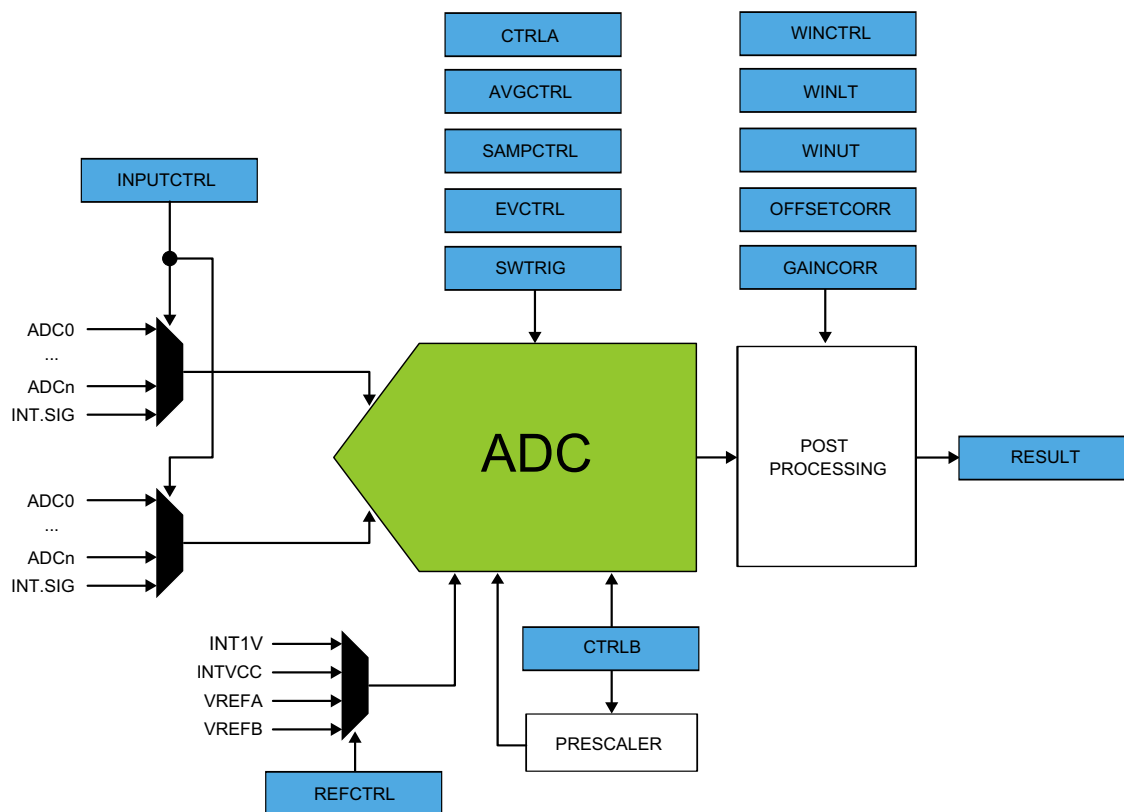 CTRLA
WINCTRL
AVGCTRL
WINLT
SAMPCTRL
WINUT
INPUTCTRL
EVCTRL
OFFSETCORR
SWTRIG
GAINCORR
ADC0
...
ADCn
INT.SIG
ADC
POST
PROCESSING
RESULT
ADC0
...
ADCn
INT.SIG
INT1V
INTVCC
VREFA
VREFB
CTRLB
PRESCALER
REFCTRL